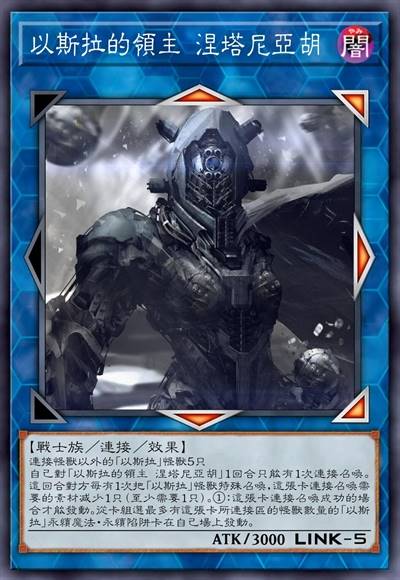 以斯拉的領主 涅塔尼亞胡
闇
やみ
【戰士族／連接／效果】
連接怪獸以外的「以斯拉」怪獸5只
自己對「以斯拉的領主 涅塔尼亞胡」1回合只能有1次連接召喚。
這回合對方每有1次把「以斯拉」怪獸特殊召喚，這張卡連接召喚需
要的素材減少1只（至少需要1只）。①：這張卡連接召喚成功的場
合才能發動。從卡組選最多有這張卡所連接區的怪獸數量的「以斯
拉」永續魔法·永續陷阱卡在自己場上發動。
ATK/3000 LINK-5